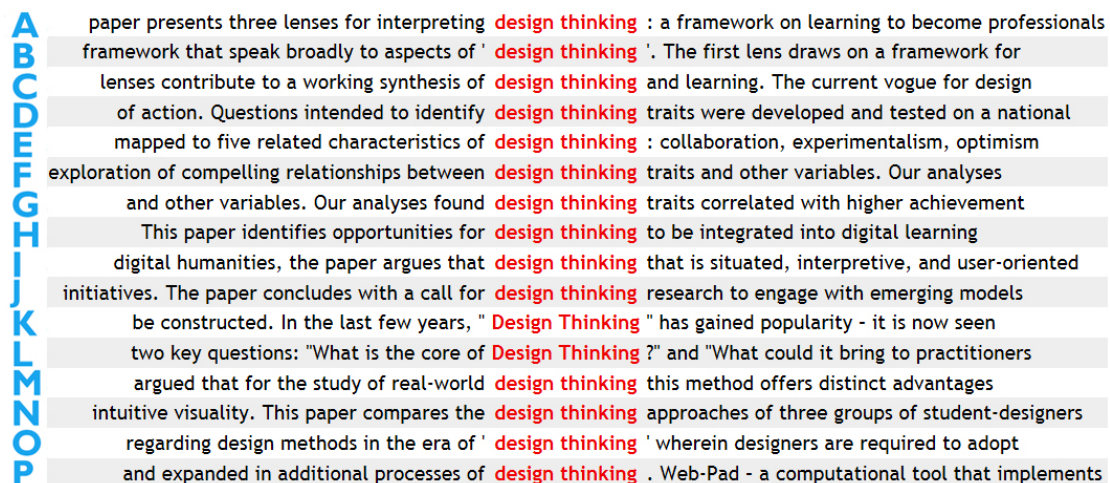 A paper presents three lenses for interpreting design thinking : a framework on learning to become professionals
B framework that speak broadly to aspects of ' design thinking '. The first lens draws on a framework for
C lenses contribute to a working synthesis of design thinking and learning. The current vogue for design
D of action. Questions intended to identify design thinking traits were developed and tested on a national
E mapped to five related characteristics of design thinking : collaboration, experimentalism, optimism
F exploration of compelling relationships between design thinking traits and other variables. Our analyses
G and other variables. Our analyses found design thinking traits correlated with higher achievement
H This paper identifies opportunities for design thinking to be integrated into digital learning
I digital humanities, the paper argues that design thinking that is situated, interpretive, and user-oriented
J initiatives. The paper concludes with a call for design thinking research to engage with emerging models
K be constructed. In the last few years, " Design Thinking " has gained popularity - it is now seen
L two key questions: "What is the core of Design Thinking ?" and "What could it bring to practitioners
M argued that for the study of real-world design thinking this method offers distinct advantages
N intuitive visuality. This paper compares the design thinking approaches of three groups of student-designers
O regarding design methods in the era of ' design thinking ' wherein designers are required to adopt
P and expanded in additional processes of design thinking . Web-Pad - a computational tool that implements